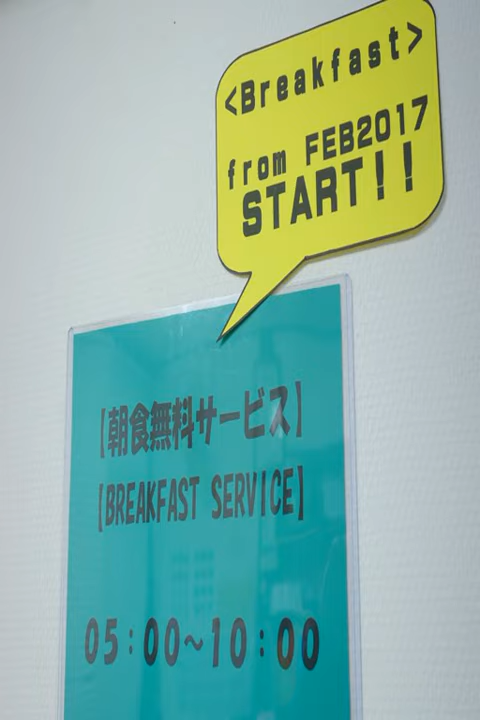 <Breakfast>
from FEB2017
START!!
【朝食無料サービス】
【BREAKFAST SERVICE】
05:00~10:00